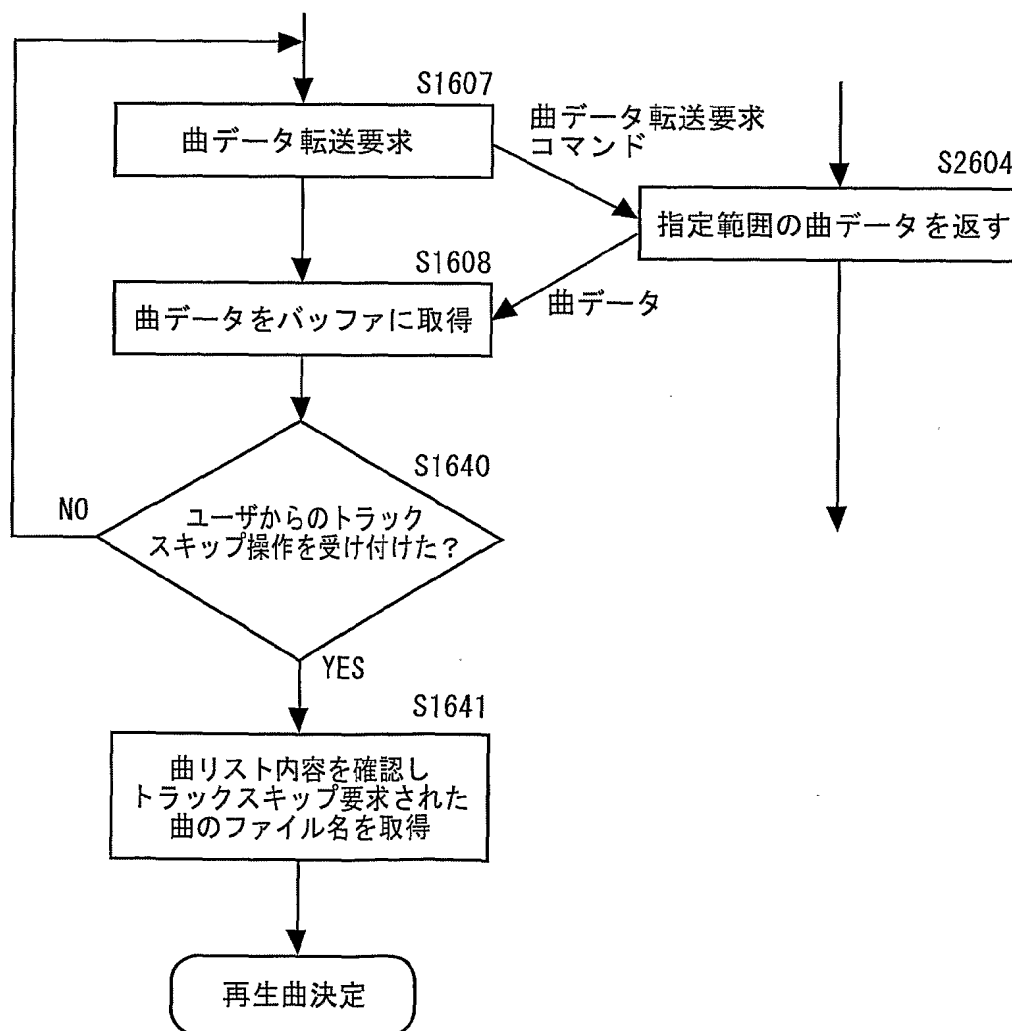 S1607
曲データ転送要求
曲データ転送要求
コマンド
S2604
指定範囲の曲データを返す
S1608
曲データをバッファに取得
曲データ
S1640
ユーザからのトラック
スキップ操作を受け付けた？
NO
YES
S1641
曲リスト内容を確認し
トラックスキップ要求された
曲のファイル名を取得
再生曲決定